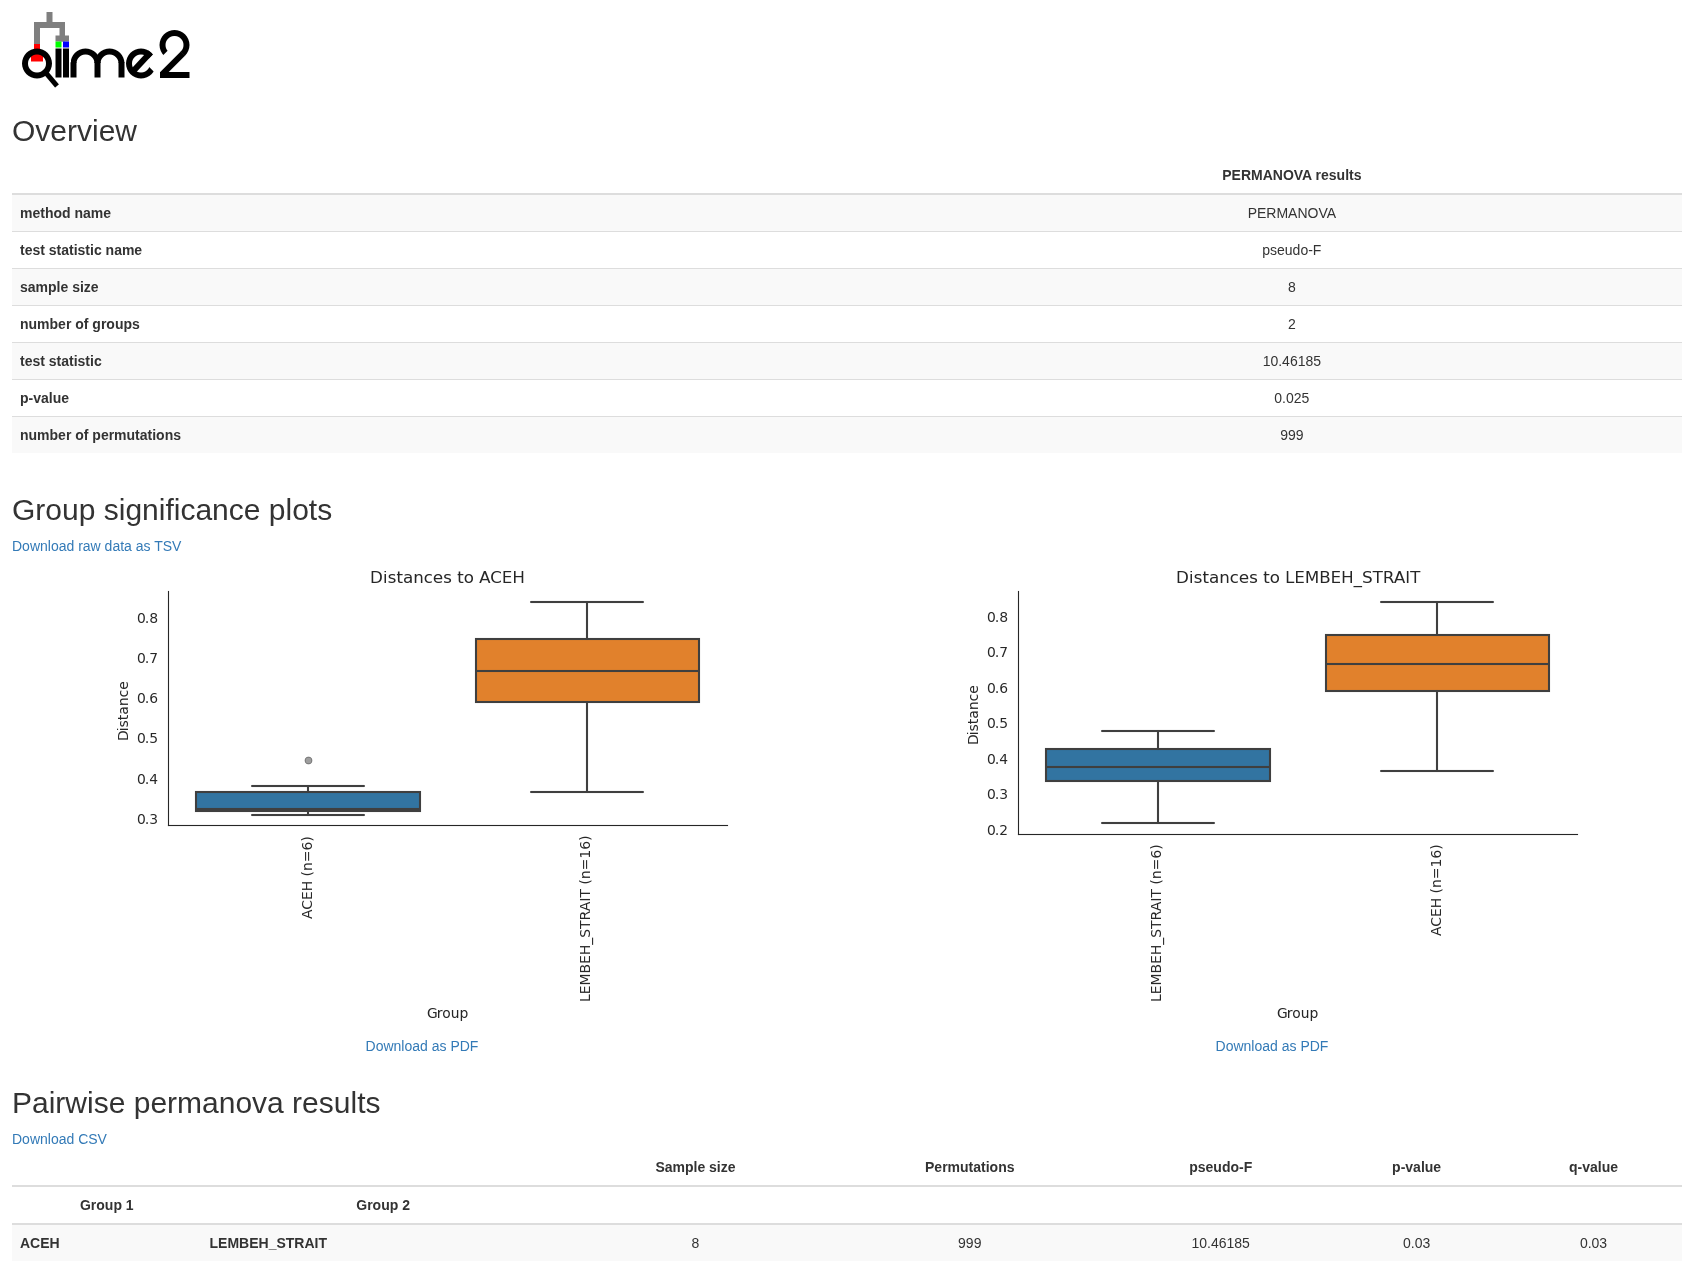 qiime2
Overview
PERMANOVA results
method name PERMANOVA
test statistic name pseudo-F
sample size 8
number of groups 2
test statistic 10.46185
p-value 0.025
number of permutations 999
Group significance plots
Download raw data as TSV
Distances to ACEH
0.8
0.7
0.6
0.5
0.4
0.3
Distance
ACEH (n=6)
LEMBEH_STRAIT (n=16)
Group
Download as PDF
Distances to LEMBEH_STRAIT
0.8
0.7
0.6
0.5
0.4
0.3
0.2
Distance
LEMBEH_STRAIT (n=6)
ACEH (n=16)
Group
Download as PDF
Pairwise permanova results
Download CSV
Sample size Permutations pseudo-F p-value q-value
Group 1 Group 2
ACEH LEMBEH_STRAIT 8 999 10.46185 0.03 0.03